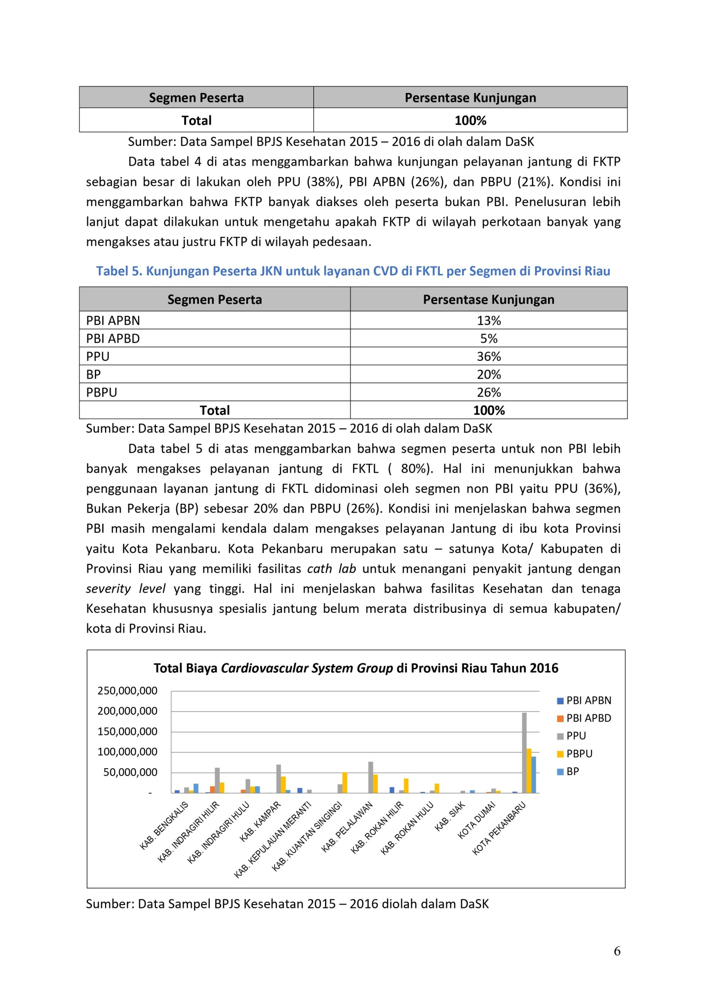 Segmen Peserta Persentase Kunjungan
Total 100%
Sumber: Data Sampel BPJS Kesehatan 2015 – 2016 di olah dalam DaSK
Data tabel 4 di atas menggambarkan bahwa kunjungan pelayanan jantung di FKTP
sebagian besar di lakukan oleh PPU (38%), PBI APBN (26%), dan PBPU (21%). Kondisi ini
menggambarkan bahwa FKTP banyak diakses oleh peserta bukan PBI. Penelusuran lebih
lanjut dapat dilakukan untuk mengetahu apakah FKTP di wilayah perkotaan banyak yang
mengakses atau justru FKTP di wilayah pedesaan.
Tabel 5. Kunjungan Peserta JKN untuk layanan CVD di FKTL per Segmen di Provinsi Riau
Segmen Peserta Persentase Kunjungan
PBI APBN 13%
PBI APBD 5%
PPU 36%
BP 20%
PBPU 26%
Total 100%
Sumber: Data Sampel BPJS Kesehatan 2015 – 2016 di olah dalam DaSK
Data tabel 5 di atas menggambarkan bahwa segmen peserta untuk non PBI lebih
banyak mengakses pelayanan jantung di FKTL ( 80%). Hal ini menunjukkan bahwa
penggunaan layanan jantung di FKTL didominasi oleh segmen non PBI yaitu PPU (36%),
Bukan Pekerja (BP) sebesar 20% dan PBPU (26%). Kondisi ini menjelaskan bahwa segmen
PBI masih mengalami kendala dalam mengakses pelayanan Jantung di ibu kota Provinsi
yaitu Kota Pekanbaru. Kota Pekanbaru merupakan satu – satunya Kota/ Kabupaten di
Provinsi Riau yang memiliki fasilitas cath lab untuk menangani penyakit jantung dengan
severity level yang tinggi. Hal ini menjelaskan bahwa fasilitas Kesehatan dan tenaga
Kesehatan khususnya spesialis jantung belum merata distribusinya di semua kabupaten/
kota di Provinsi Riau.
Total Biaya Cardiovascular System Group di Provinsi Riau Tahun 2016
250,000,000
200,000,000
150,000,000
100,000,000
50,000,000
-
PBI APBN
PBI APBD
PPU
PBPU
BP
KAB. BENGKALIS
KAB. INDRAGIRI HILIR
KAB. INDRAGIRI HULU
KAB. KAMPAR
KAB. KEPULAUAN MERANTI
KAB. KUANTAN SINGINGI
KAB. PELALAWAN
KAB. ROKAN HILIR
KAB. ROKAN HULU
KAB. SIAK
KOTA DUMAI
KOTA PEKANBARU
Sumber: Data Sampel BPJS Kesehatan 2015 – 2016 diolah dalam DaSK
6